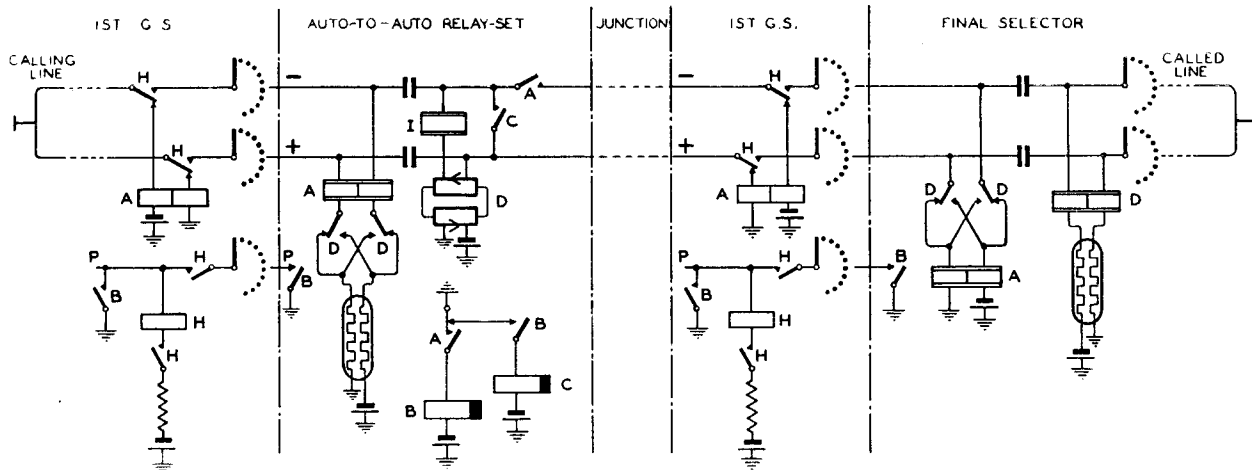 1ST G S
AUTO-TO-AUTO RELAY-SET
JUNCTION
1ST G.S.
FINAL SELECTOR
CALLING
LINE
CALLED
LINE
H
−
A
−
H
I
C
H
+
+
H
A
A
D
A
D
D
D
D
D
P
H
P
B
P
H
B
A
B
H
A
B
B
H
H
H
C
B